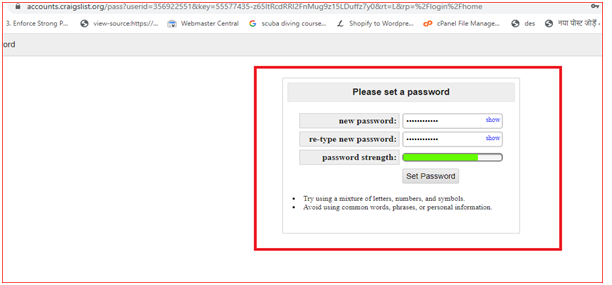 accounts.craigslist.org/pass?userid=356922551&key=55577435-z65ltRcdRRI2FnMug9z15LDuffz7y0&rt=L&rp=%2Flogin%2Fhome
3. Enforce Strong P... view-source:https://... Webmaster Central scuba diving course... Shopify to Wordpre... cPanel File Manage... des नया पोस्ट जोड़ें
ord
Please set a password
new password: •••••••••••• show
re-type new password: •••••••••••• show
password strength:
Set Password
• Try using a mixture of letters, numbers, and symbols.
• Avoid using common words, phrases, or personal information.